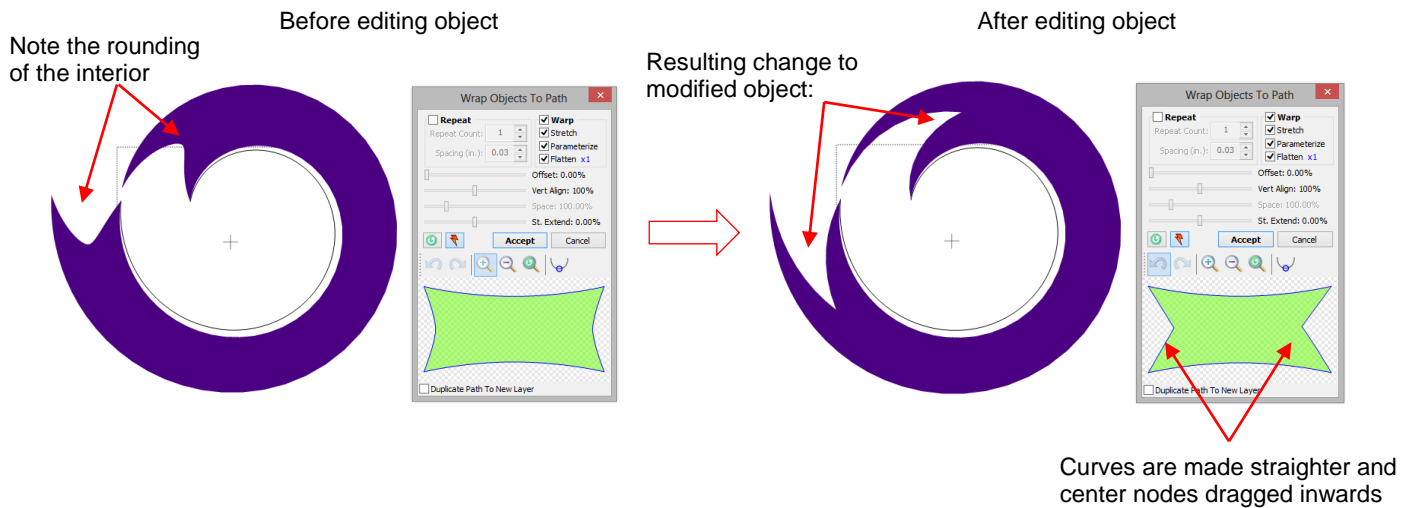 Before editing object
After editing object
Note the rounding
of the interior
Resulting change to
modified object:
Wrap Objects To Path
Repeat
Warp
Repeat Count: 1
Stretch
Spacing (in.): 0.03
Parameterize
Flatten x1
Offset: 0.00%
Vert Align: 100%
Space: 100.00%
St. Extend: 0.00%
Accept
Cancel
Duplicate Path To New Layer
Wrap Objects To Path
Repeat
Warp
Repeat Count: 1
Stretch
Spacing (in.): 0.03
Parameterize
Flatten x1
Offset: 0.00%
Vert Align: 100%
Space: 100.00%
St. Extend: 0.00%
Accept
Cancel
Duplicate Path To New Layer
Curves are made straighter and
center nodes dragged inwards